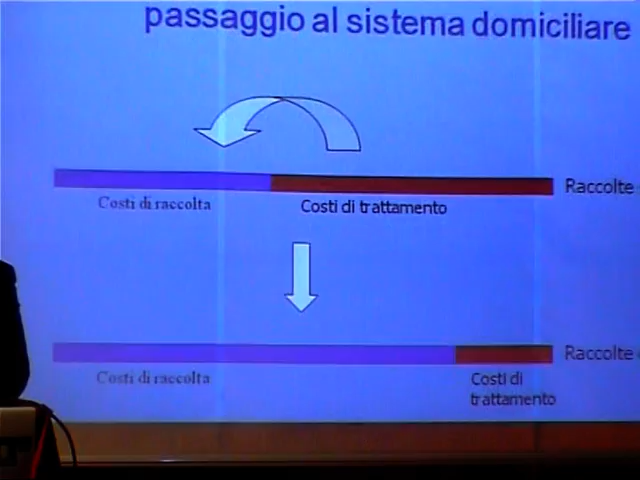 passaggio al sistema domiciliare
Raccolte
Costi di raccolta
Costi di trattamento
Raccolte
Costi di raccolta
Costi di
trattamento